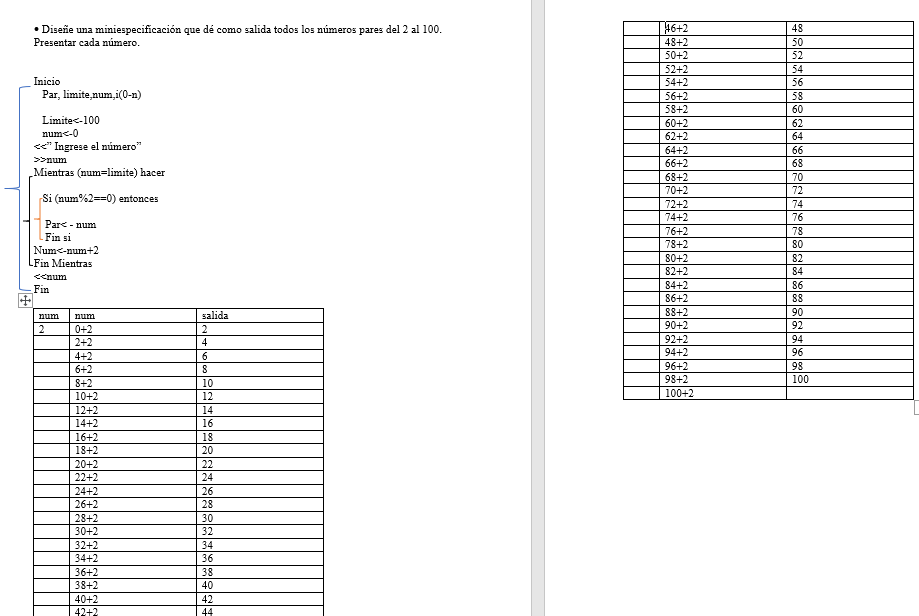 • Diseñe una miniespecificación que dé como salida todos los números pares del 2 al 100.
Presentar cada número.
Inicio
Par, limite,num,i(0-n)
Limite<-100
num<-0
<<” Ingrese el número”
>>num
Mientras (num=limite) hacer
Si (num%2==0) entonces
Par< - num
Fin si
Num<-num+2
Fin Mientras
<<num
Fin
num num salida
2 0+2 2
2+2 4
4+2 6
6+2 8
8+2 10
10+2 12
12+2 14
14+2 16
16+2 18
18+2 20
20+2 22
22+2 24
24+2 26
26+2 28
28+2 30
30+2 32
32+2 34
34+2 36
36+2 38
38+2 40
40+2 42
42+2 44
46+2 48
48+2 50
50+2 52
52+2 54
54+2 56
56+2 58
58+2 60
60+2 62
62+2 64
64+2 66
66+2 68
68+2 70
70+2 72
72+2 74
74+2 76
76+2 78
78+2 80
80+2 82
82+2 84
84+2 86
86+2 88
88+2 90
90+2 92
92+2 94
94+2 96
96+2 98
98+2 100
100+2